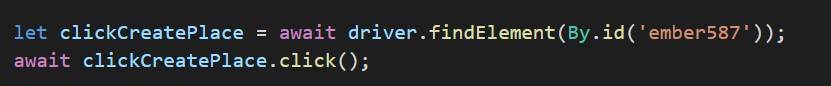 let clickCreatePlace = await driver.findElement(By.id('ember587'));
await clickCreatePlace.click();